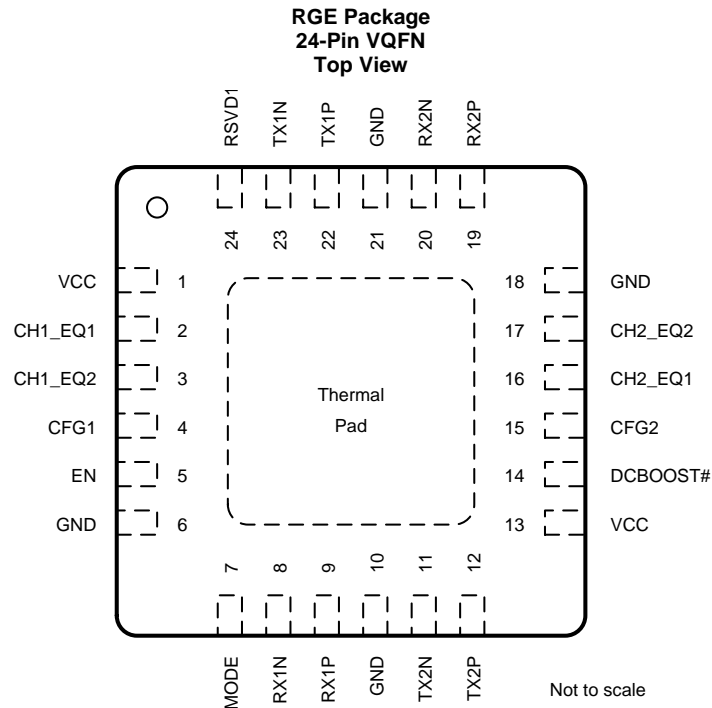 RGE Package
24-Pin VQFN
Top View
RSVD1 TX1N TX1P GND RX2N RX2P
24 23 22 21 20 19
VCC 1 18 GND
CH1_EQ1 2 17 CH2_EQ2
CH1_EQ2 3 16 CH2_EQ1
CFG1 4 15 CFG2
EN 5 14 DCBOOST#
GND 6 13 VCC
Thermal
Pad
7 8 9 10 11 12
MODE RX1N RX1P GND TX2N TX2P
Not to scale